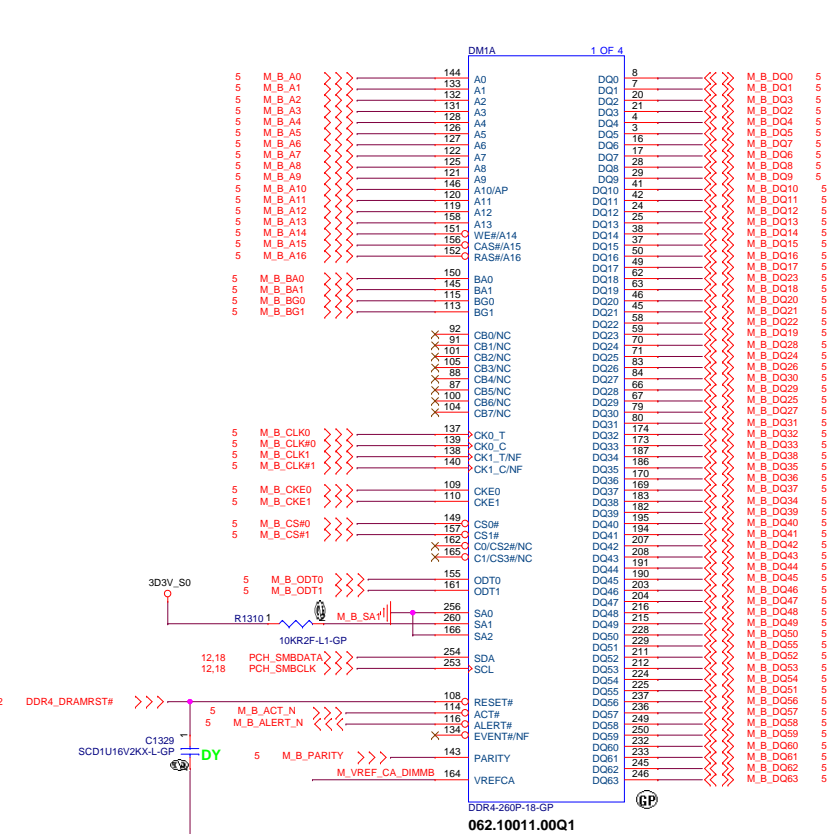 DM1A 1 OF 4
5 M_B_A0 144 A0
5 M_B_A1 133 A1
5 M_B_A2 132 A2
5 M_B_A3 131 A3
5 M_B_A4 128 A4
5 M_B_A5 126 A5
5 M_B_A6 127 A6
5 M_B_A7 122 A7
5 M_B_A8 125 A8
5 M_B_A9 121 A9
5 M_B_A10 146 A10/AP
5 M_B_A11 120 A11
5 M_B_A12 119 A12
5 M_B_A13 158 A13
5 M_B_A14 151 WE#/A14
5 M_B_A15 156 CAS#/A15
5 M_B_A16 152 RAS#/A16
5 M_B_BA0 150 BA0
5 M_B_BA1 145 BA1
5 M_B_BG0 115 BG0
5 M_B_BG1 113 BG1
92 CB0/NC
91 CB1/NC
101 CB2/NC
105 CB3/NC
88 CB4/NC
87 CB5/NC
100 CB6/NC
104 CB7/NC
5 M_B_CLK0 137 CK0_T
5 M_B_CLK#0 139 CK0_C
5 M_B_CLK1 138 CK1_T/NF
5 M_B_CLK#1 140 CK1_C/NF
5 M_B_CKE0 109 CKE0
5 M_B_CKE1 110 CKE1
5 M_B_CS#0 149 CS0#
5 M_B_CS#1 157 CS1#
162 C0/CS2#/NC
165 C1/CS3#/NC
5 M_B_ODT0 155 ODT0
5 M_B_ODT1 161 ODT1
3D3V_S0
256 SA0
R1310 1 2 M_B_SA1 260 SA1
166 SA2
10KR2F-L1-GP
12,18 PCH_SMBDATA 254 SDA
12,18 PCH_SMBCLK 253 SCL
2 DDR4_DRAMRST# 108 RESET#
5 M_B_ACT_N 114 ACT#
5 M_B_ALERT_N 116 ALERT#
134 EVENT#/NF
C1329 1
SCD1U16V2KX-L-GP DY
5 M_B_PARITY 143 PARITY
M_VREF_CA_DIMMB 164 VREFCA
DQ0 8 M_B_DQ0 5
DQ1 7 M_B_DQ1 5
DQ2 20 M_B_DQ3 5
DQ3 21 M_B_DQ2 5
DQ4 4 M_B_DQ4 5
DQ5 3 M_B_DQ5 5
DQ6 16 M_B_DQ7 5
DQ7 17 M_B_DQ6 5
DQ8 28 M_B_DQ8 5
DQ9 29 M_B_DQ9 5
DQ10 41 M_B_DQ10 5
DQ11 42 M_B_DQ11 5
DQ12 24 M_B_DQ12 5
DQ13 25 M_B_DQ13 5
DQ14 38 M_B_DQ14 5
DQ15 37 M_B_DQ15 5
DQ16 50 M_B_DQ16 5
DQ17 49 M_B_DQ17 5
DQ18 62 M_B_DQ23 5
DQ19 63 M_B_DQ18 5
DQ20 46 M_B_DQ20 5
DQ21 45 M_B_DQ21 5
DQ22 58 M_B_DQ22 5
DQ23 59 M_B_DQ19 5
DQ24 70 M_B_DQ28 5
DQ25 71 M_B_DQ24 5
DQ26 83 M_B_DQ26 5
DQ27 84 M_B_DQ30 5
DQ28 66 M_B_DQ29 5
DQ29 67 M_B_DQ25 5
DQ30 79 M_B_DQ27 5
DQ31 80 M_B_DQ31 5
DQ32 174 M_B_DQ32 5
DQ33 173 M_B_DQ33 5
DQ34 187 M_B_DQ38 5
DQ35 186 M_B_DQ35 5
DQ36 170 M_B_DQ36 5
DQ37 169 M_B_DQ37 5
DQ38 183 M_B_DQ34 5
DQ39 182 M_B_DQ39 5
DQ40 195 M_B_DQ40 5
DQ41 194 M_B_DQ41 5
DQ42 207 M_B_DQ42 5
DQ43 208 M_B_DQ43 5
DQ44 191 M_B_DQ44 5
DQ45 190 M_B_DQ45 5
DQ46 203 M_B_DQ46 5
DQ47 204 M_B_DQ47 5
DQ48 216 M_B_DQ48 5
DQ49 215 M_B_DQ49 5
DQ50 228 M_B_DQ50 5
DQ51 229 M_B_DQ55 5
DQ52 211 M_B_DQ52 5
DQ53 212 M_B_DQ53 5
DQ54 224 M_B_DQ54 5
DQ55 225 M_B_DQ51 5
DQ56 237 M_B_DQ56 5
DQ57 236 M_B_DQ57 5
DQ58 249 M_B_DQ58 5
DQ59 250 M_B_DQ59 5
DQ60 232 M_B_DQ60 5
DQ61 233 M_B_DQ61 5
DQ62 245 M_B_DQ62 5
DQ63 246 M_B_DQ63 5
GP
DDR4-260P-18-GP
062.10011.00Q1